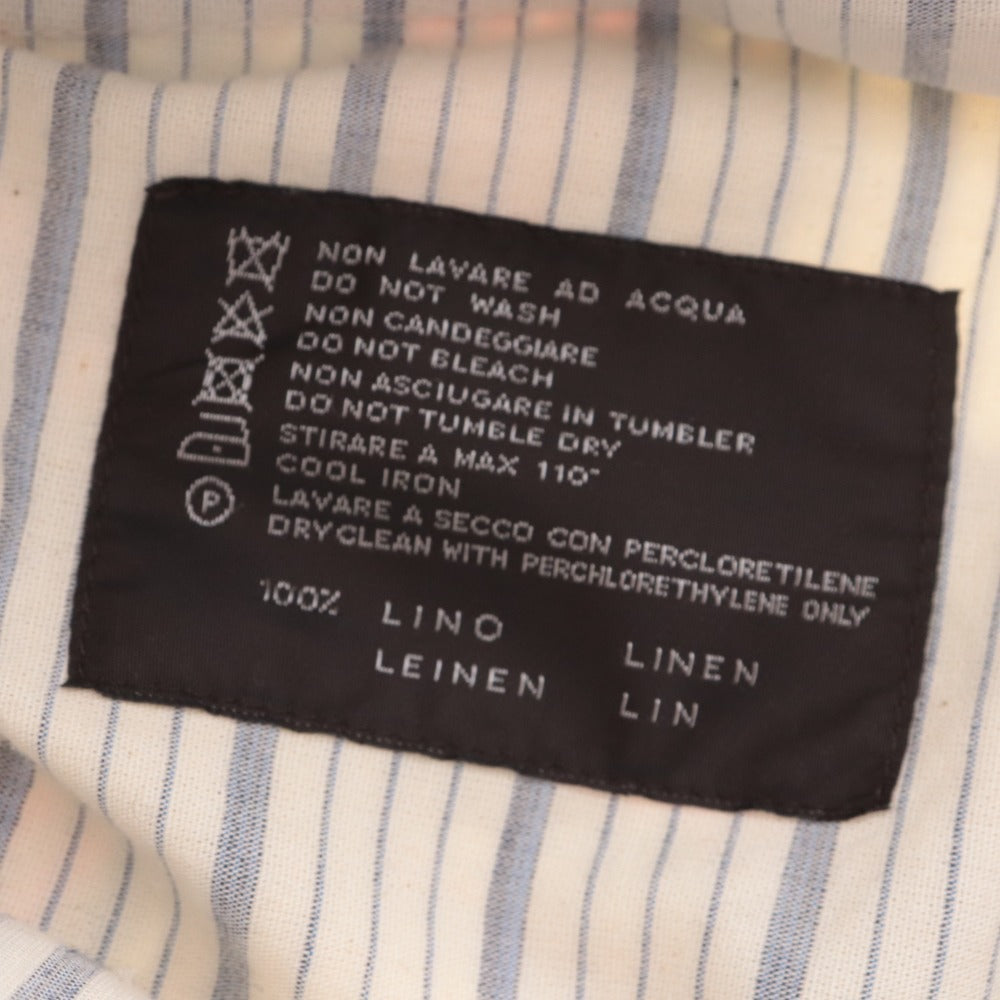 NON LAVARE AD ACQUA
DO NOT WASH
NON CANDEGGIARE
DO NOT BLEACH
NON ASCIUGARE IN TUMBLER
DO NOT TUMBLE DRY
STIRARE A MAX 110°
COOL IRON
P LAVARE A SECCO CON PERCLORETILENE
DRYCLEAN WITH PERCHLORETHYLENE ONLY
100% LINO LINEN
LEINEN LIN